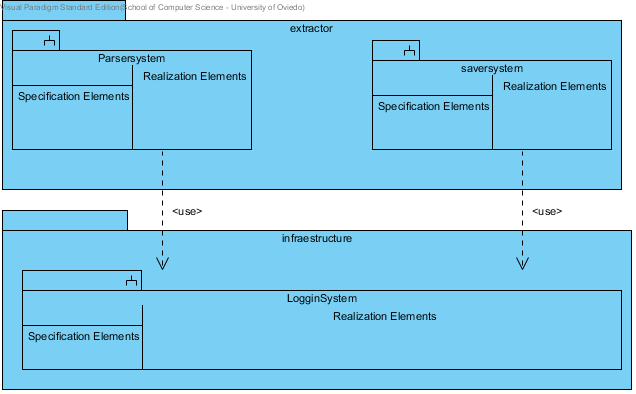 Visual Paradigm Standard Edition(School of Computer Science - University of Oviedo)
extractor
Parsersystem
Realization Elements
Specification Elements
saversystem
Realization Elements
Specification Elements
<use>
<use>
infraestructure
LogginSystem
Realization Elements
Specification Elements